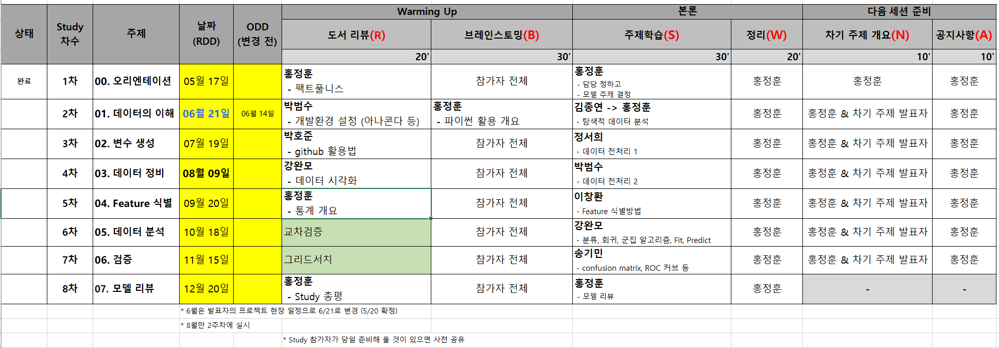 Warming Up
본론
다음 세션 준비
상태
Study
차수
주제
날짜
(RDD)
ODD
(변경 전)
도서 리뷰(R)
브레인스토밍(B)
주제학습(S)
정리(W)
차기 주제 개요(N)
공지사항(A)
20'
30'
30'
20'
10'
10'
완료
1차
00. 오리엔테이션
05월 17일
홍정훈
- 팩트풀니스
참가자 전체
홍정훈
- 담당 정하고
- 모델 주제 결정
홍정훈
홍정훈
홍정훈
2차
01. 데이터의 이해
06월 21일
06월 14일
박범수
- 개발환경 설정 (아나콘다 등)
홍정훈
- 파이썬 활용 개요
김종연 -> 홍정훈
- 탐색적 데이터 분석
홍정훈
홍정훈 & 차기 주제 발표자
홍정훈
3차
02. 변수 생성
07월 19일
박호준
- github 활용법
참가자 전체
정서희
- 데이터 전처리 1
홍정훈
홍정훈 & 차기 주제 발표자
홍정훈
4차
03. 데이터 정비
08월 09일
강완모
- 데이터 시각화
참가자 전체
박범수
- 데이터 전처리 2
홍정훈
홍정훈 & 차기 주제 발표자
홍정훈
5차
04. Feature 식별
09월 20일
홍정훈
- 통계 개요
참가자 전체
이창환
- Feature 식별방법
홍정훈
홍정훈 & 차기 주제 발표자
홍정훈
6차
05. 데이터 분석
10월 18일
교차검증
참가자 전체
강완모
- 분류, 회귀, 군집 알고리즘, Fit, Predict
홍정훈
홍정훈 & 차기 주제 발표자
홍정훈
7차
06. 검증
11월 15일
그리드서치
참가자 전체
송기민
- confusion matrix, ROC 커브 등
홍정훈
홍정훈 & 차기 주제 발표자
홍정훈
8차
07. 모델 리뷰
12월 20일
홍정훈
- Study 총평
참가자 전체
홍정훈
- 모델 리뷰
홍정훈
-
-
* 6월은 발표자의 프로젝트 현장 일정으로 6/21로 변경 (5/20 확정)
* 8월만 2주차에 실시
* Study 참가자가 당일 준비해 올 것이 있으면 사전 공유